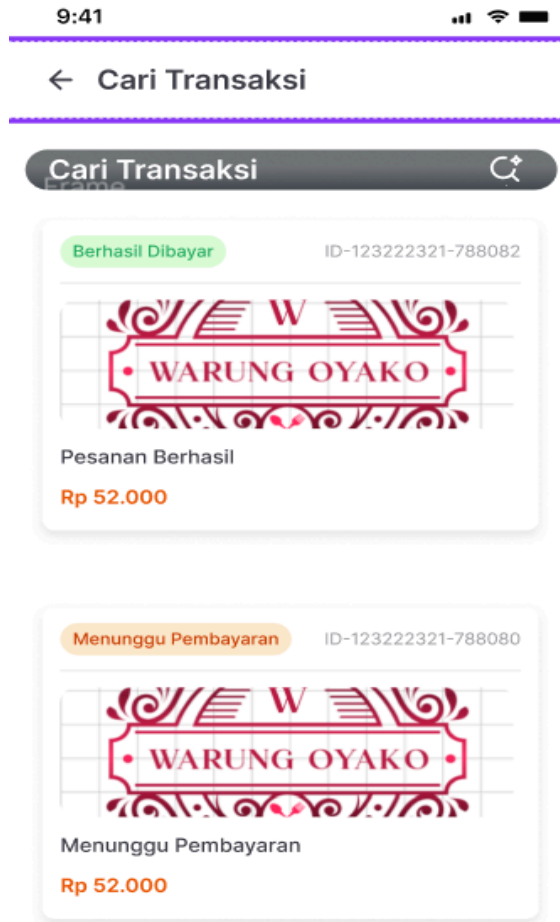 9:41
Cari Transaksi
Cari Transaksi
Frame
Berhasil Dibayar
ID-123222321-788082
W
WARUNG OYAKO
Pesanan Berhasil
Rp 52.000
Menunggu Pembayaran
ID-123222321-788080
W
WARUNG OYAKO
Menunggu Pembayaran
Rp 52.000